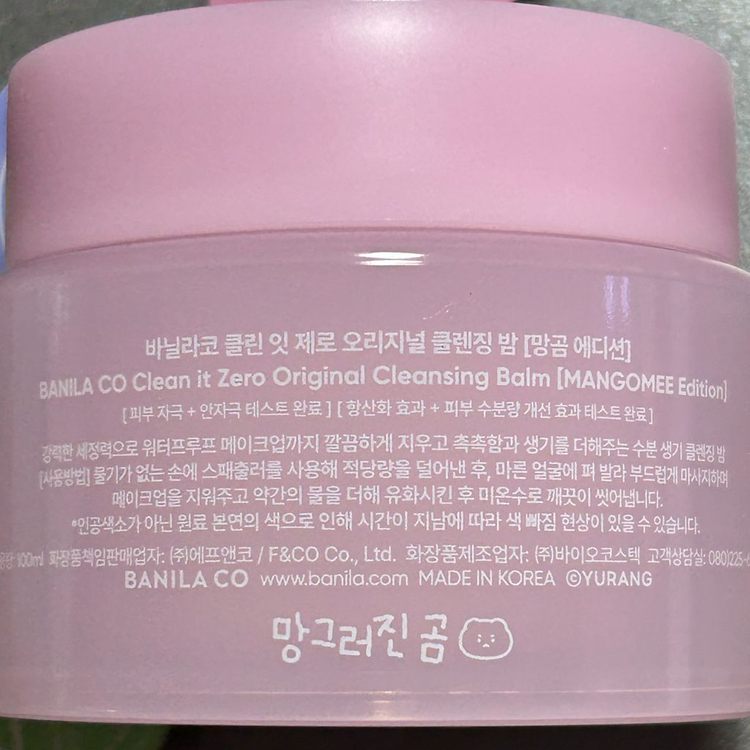 바닐라코 클린 잇 제로 오리지널 클렌징 밤 [망곰 에디션]
BANILA CO Clean it Zero Original Cleansing Balm [MANGOMEE Edition]
[ 피부 자극 + 안자극 테스트 완료 ] [ 항산화 효과 + 피부 수분량 개선 효과 테스트 완료 ]
강력한 세정력으로 워터프루프 메이크업까지 깔끔하게 지우고 촉촉함과 생기를 더해주는 수분 생기 클렌징 밤
[사용방법] 물기가 없는 손에 스패출러를 사용해 적당량을 덜어낸 후, 마른 얼굴에 펴 발라 부드럽게 마사지하며
메이크업을 지워주고 약간의 물을 더해 유화시킨 후 미온수로 깨끗이 씻어냅니다.
*인공색소가 아닌 원료 본연의 색으로 인해 시간이 지남에 따라 색 빠짐 현상이 있을 수 있습니다.
100ml 화장품책임판매업자: (주)에프앤코 / F&CO Co., Ltd. 화장품제조업자: (주)바이오코스텍 고객상담실: 080)225-
BANILA CO www.banila.com MADE IN KOREA ©YURANG
망그러진 곰